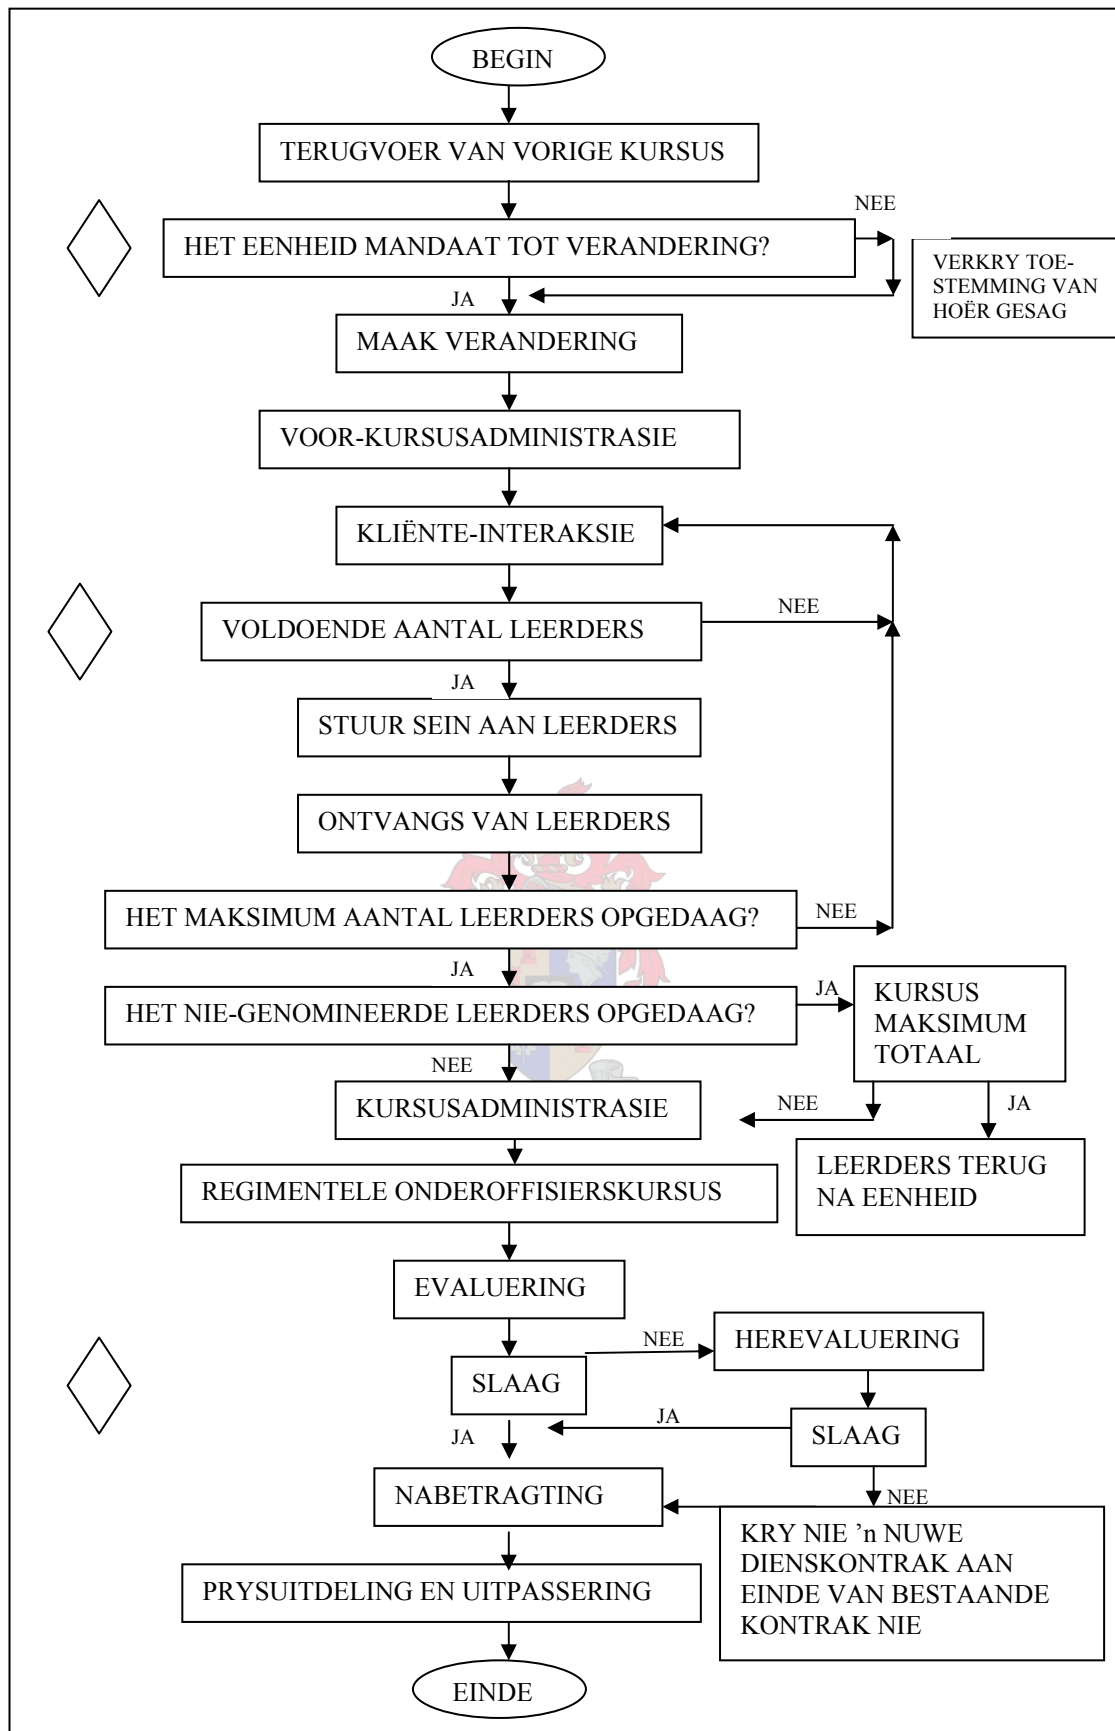 BEGIN
TERUGVOER VAN VORIGE KURSUS
NEE
HET EENHEID MANDAAT TOT VERANDERING?
VERKRY TOE-
STEMMING VAN
HOËR GESAG
JA
MAAK VERANDERING
VOOR-KURSUSADMINISTRASIE
KLIËNTE-INTERAKSIE
NEE
VOLDOENDE AANTAL LEERDERS
JA
STUUR SEIN AAN LEERDERS
ONTVANGS VAN LEERDERS
HET MAKSIMUM AANTAL LEERDERS OPGEDAAG?
NEE
JA
HET NIE-GENOMINEERDE LEERDERS OPGEDAAG?
JA
KURSUS
MAKSIMUM
TOTAAL
NEE
KURSUSADMINISTRASIE
NEE
JA
LEERDERS TERUG
NA EENHEID
REGIMENTELE ONDEROFFISIERSKURSUS
EVALUERING
NEE
HEREVALUERING
SLAAG
JA
JA
SLAAG
NABETRAGTING
NEE
KRY NIE ’n NUWE
DIENSKONTRAK AAN
EINDE VAN BESTAANDE
KONTRAK NIE
PRYSUITDELING EN UITPASSERING
EINDE